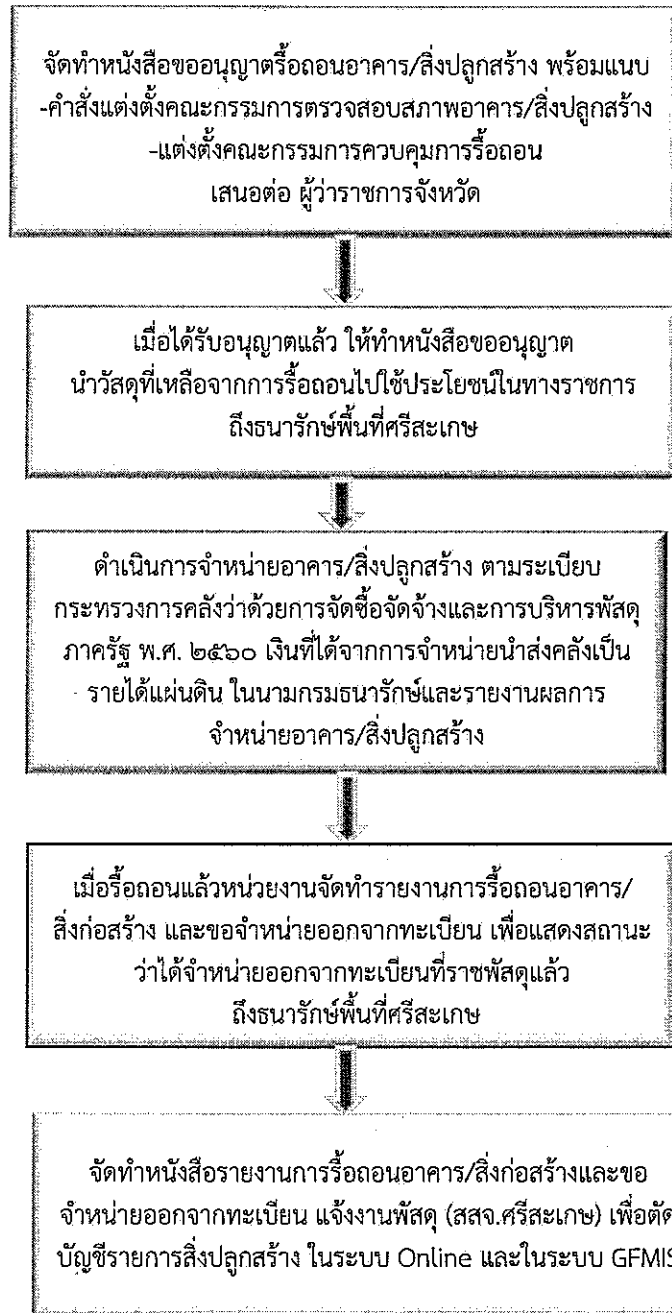 จัดทำหนังสือขออนุญาตรื้อถอนอาคาร/สิ่งปลูกสร้าง พร้อมแนบ
-คำสั่งแต่งตั้งคณะกรรมการตรวจสอบสภาพอาคาร/สิ่งปลูกสร้าง
-แต่งตั้งคณะกรรมการควบคุมการรื้อถอน
เสนอต่อ ผู้ว่าราชการจังหวัด
เมื่อได้รับอนุญาตแล้ว ให้ทำหนังสือขออนุญาต
นำวัสดุที่เหลือจากการรื้อถอนไปใช้ประโยชน์ในทางราชการ
ถึงธนารักษ์พื้นที่ศรีสะเกษ
ดำเนินการจำหน่ายอาคาร/สิ่งปลูกสร้าง ตามระเบียบ
กระทรวงการคลังว่าด้วยการจัดซื้อจัดจ้างและการบริหารพัสดุ
ภาครัฐ พ.ศ. ๒๕๖๐ เงินที่ได้จากการจำหน่ายนำส่งคลังเป็น
รายได้แผ่นดิน ในนามกรมธนารักษ์และรายงานผลการ
จำหน่ายอาคาร/สิ่งปลูกสร้าง
เมื่อรื้อถอนแล้วหน่วยงานจัดทำรายงานการรื้อถอนอาคาร/
สิ่งก่อสร้าง และขอจำหน่ายออกจากทะเบียน เพื่อแสดงสถานะ
ว่าได้จำหน่ายออกจากทะเบียนที่ราชพัสดุแล้ว
ถึงธนารักษ์พื้นที่ศรีสะเกษ
จัดทำหนังสือรายงานการรื้อถอนอาคาร/สิ่งก่อสร้างและขอ
จำหน่ายออกจากทะเบียน แจ้งงานพัสดุ (สสจ.ศรีสะเกษ) เพื่อตัด
บัญชีรายการสิ่งปลูกสร้าง ในระบบ Online และในระบบ GFMIS